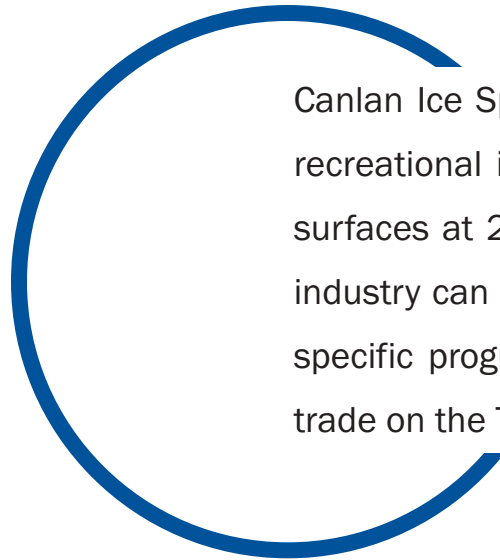 Canlan Ice
recreational
surfaces at
industry can
specific
trade on the